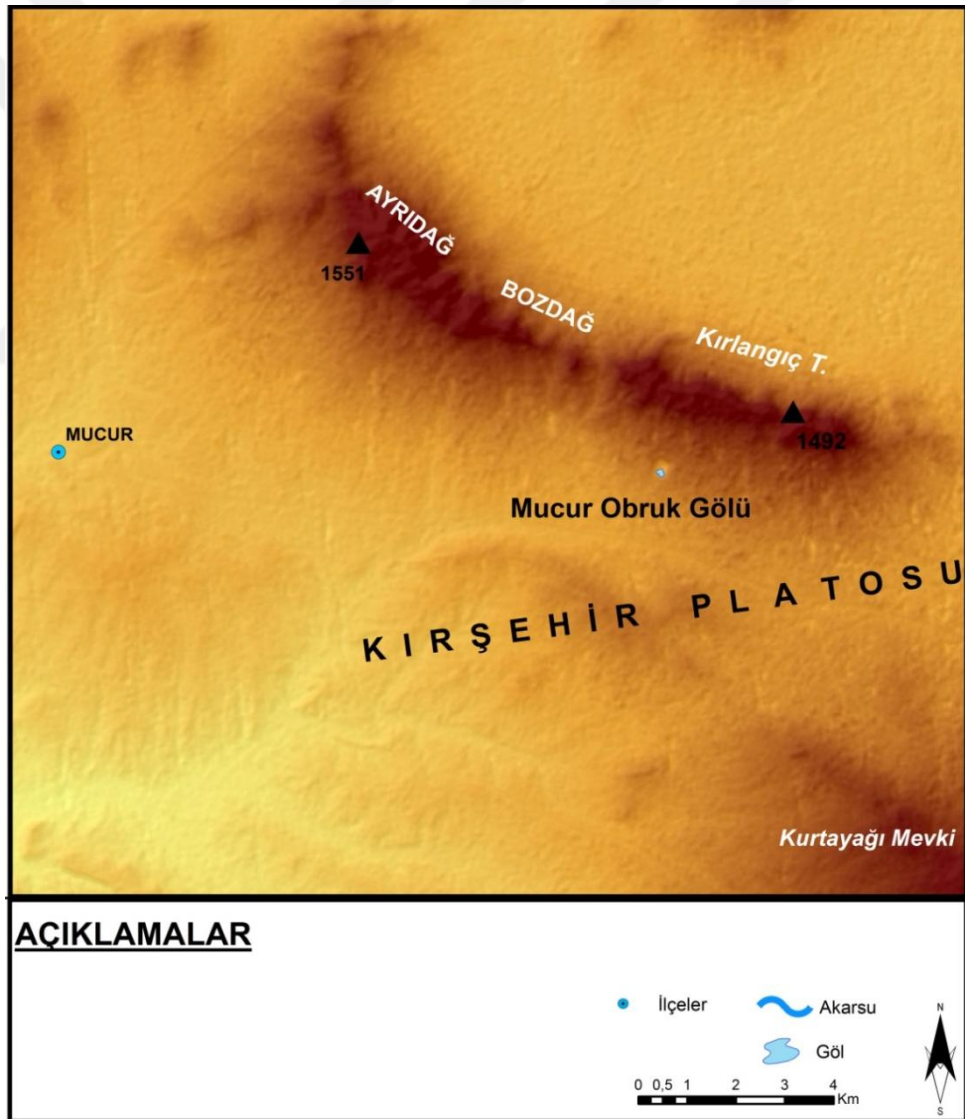 AYRIDAĞ
1551
BOZDAĞ
Kırlangıç T.
1492
MUCUR
Mucur Obruk Gölü
KIRŞEHİR PLATOSU
Kurtayağı Mevki
AÇIKLAMALAR
İlçeler
Akarsu
Göl
N
S
0 0,5 1 2 3 4
Km